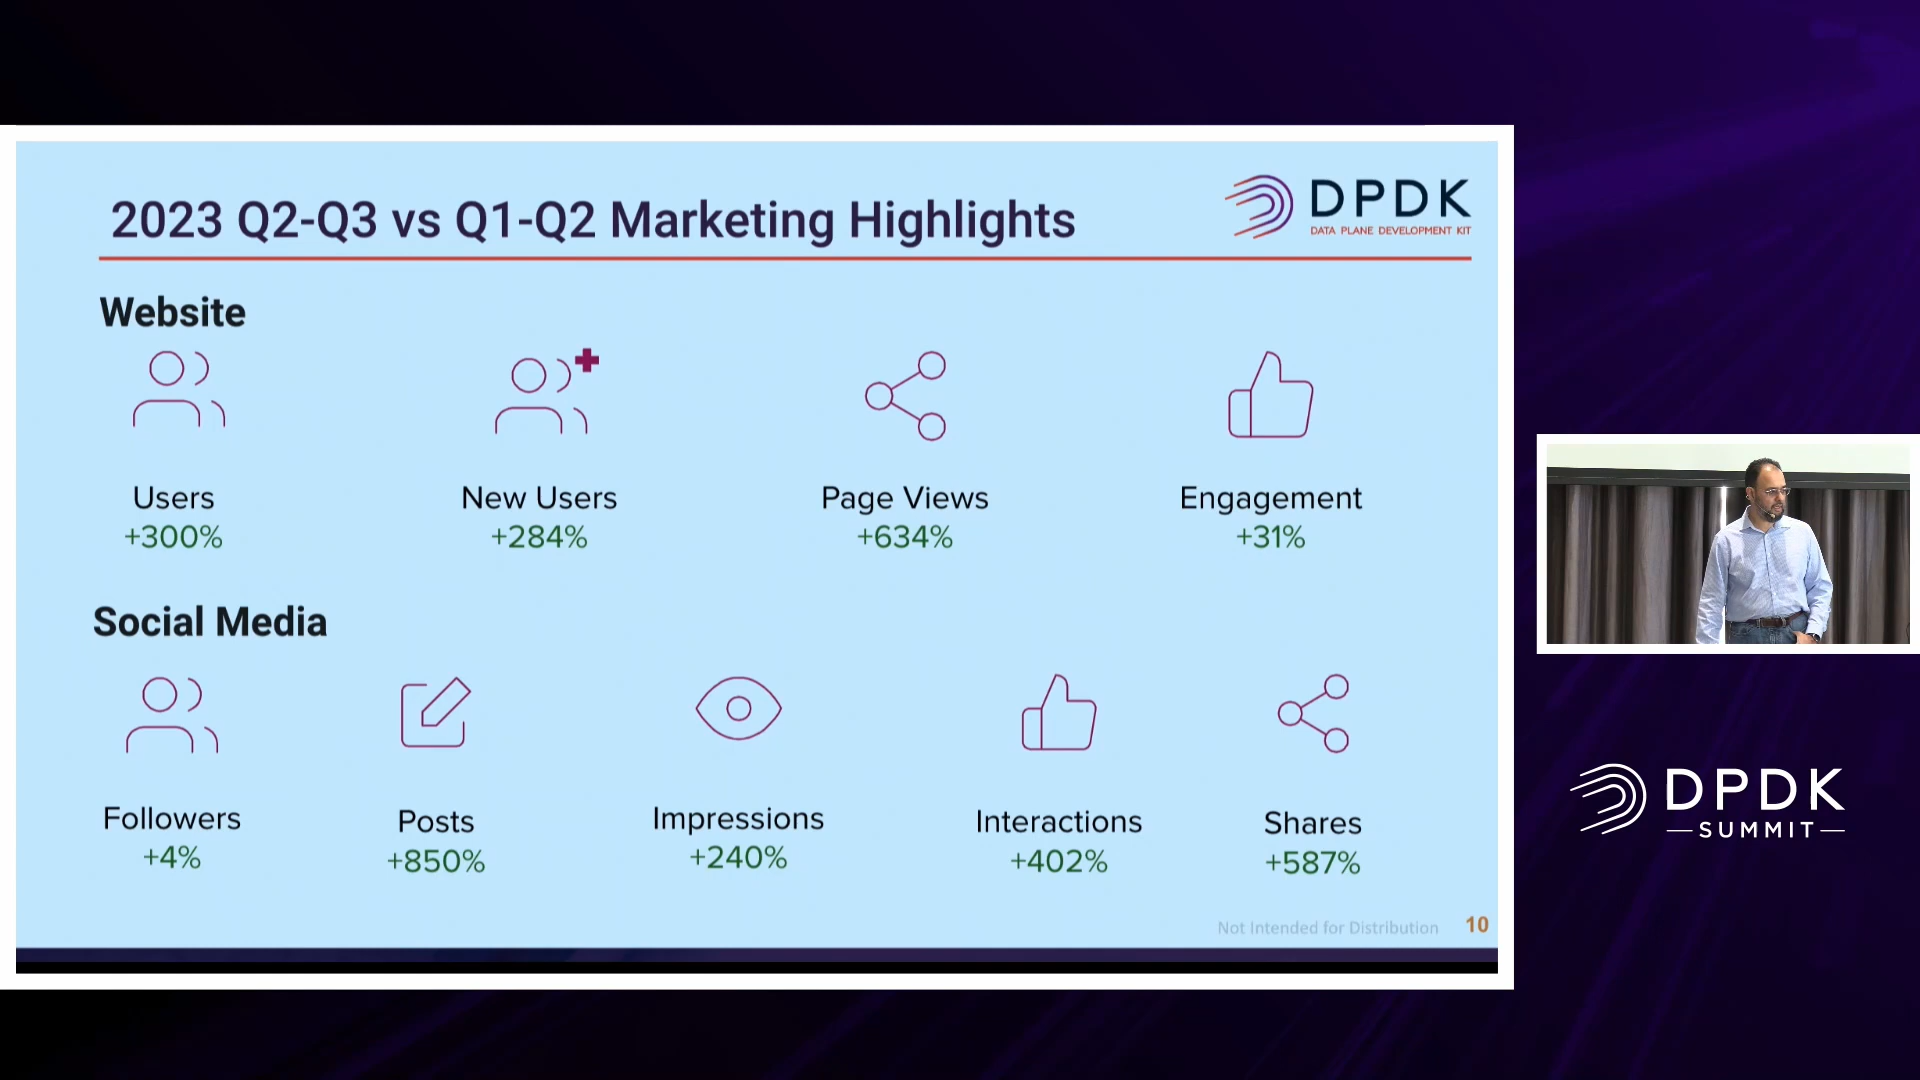 2023 Q2-Q3 vs Q1-Q2 Marketing Highlights
DPDK
DATA PLANE DEVELOPMENT KIT
Website
Users
+300%
New Users
+284%
Page Views
+634%
Engagement
+31%
Social Media
Followers
+4%
Posts
+850%
Impressions
+240%
Interactions
+402%
Shares
+587%
Not Intended for Distribution
10
DPDK
SUMMIT